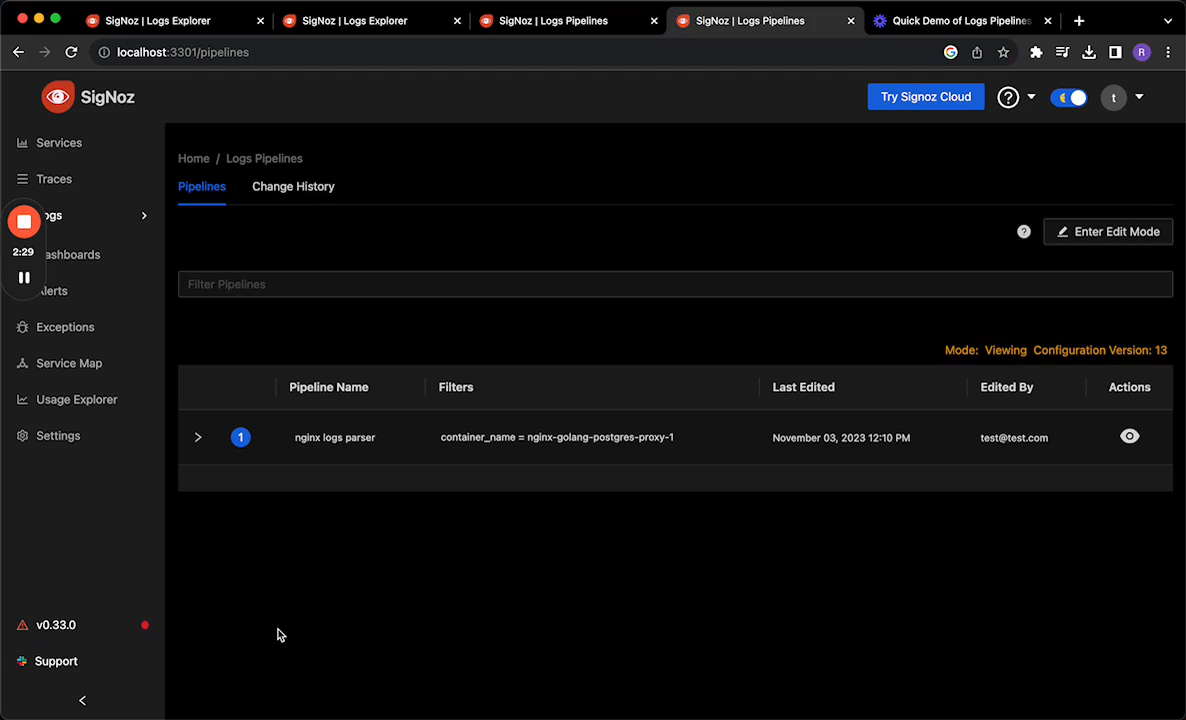 SigNoz | Logs Explorer
SigNoz | Logs Explorer
SigNoz | Logs Pipelines
SigNoz | Logs Pipelines
Quick Demo of Logs Pipelines
localhost:3301/pipelines
R
SigNoz
Try Signoz Cloud
?
t
Services
Traces
ogs
2:29
ashboards
lerts
Exceptions
Service Map
Usage Explorer
Settings
v0.33.0
Support
Home / Logs Pipelines
Pipelines Change History
? Enter Edit Mode
Filter Pipelines
Mode: Viewing Configuration Version: 13
Pipeline Name Filters Last Edited Edited By Actions
1 nginx logs parser container_name = nginx-golang-postgres-proxy-1 November 03, 2023 12:10 PM test@test.com